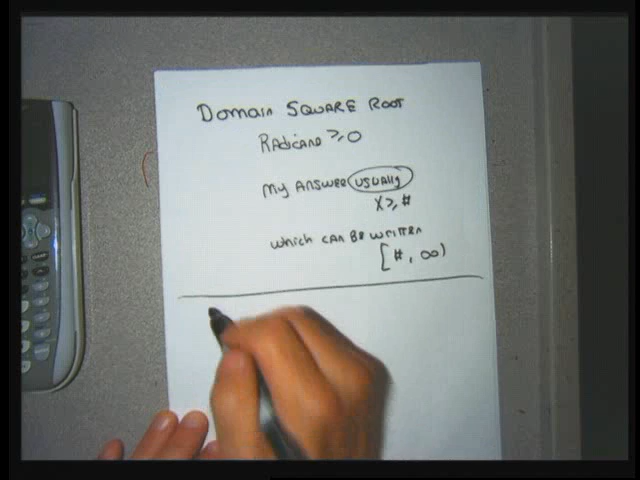 Domain SQUARE ROOT
RAdicAND ≥ 0
My ANSWER usually
X ≥ #
which CAN BE WRITTEN
[#, ∞)